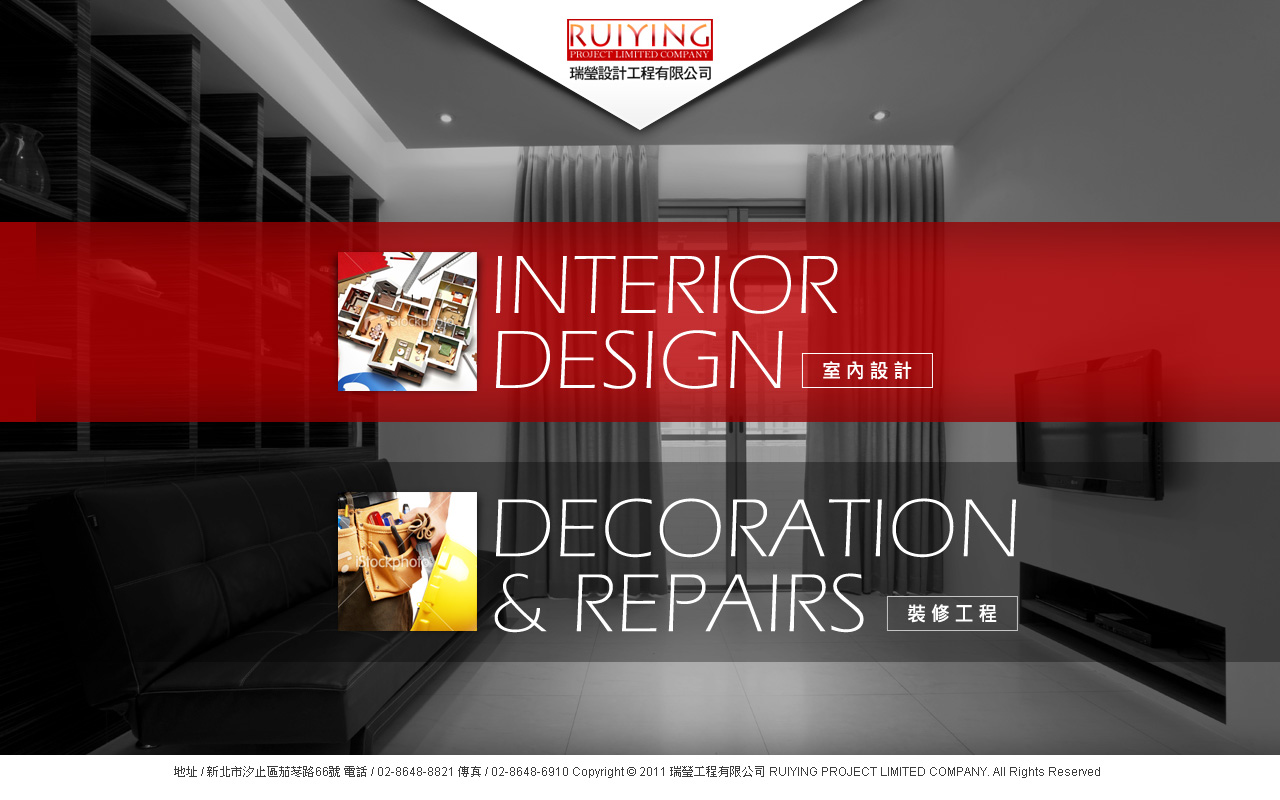 RUIYING
PROJECT LIMITED COMPANY
瑞瑩設計工程有限公司
INTERIOR
DESIGN
室內設計
iStockphoto
DECORATION
& REPAIRS
裝修工程
iStockphoto
地址 / 新北市汐止區茄苳路66號 電話 / 02-8648-8821 傳真 / 02-8648-6910 Copyright © 2011 瑞瑩工程有限公司 RUIYING PROJECT LIMITED COMPANY. All Rights Reserved